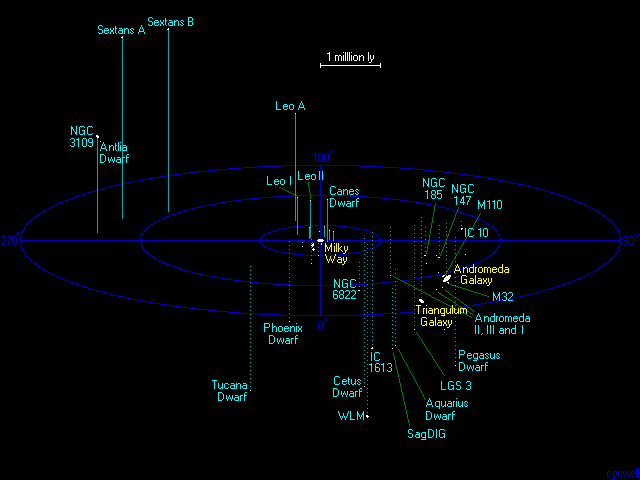 Sextans B
Sextans A
1 milllion ly
Leo A
NGC
3109
Antlia
Dwarf
180°
Leo II
Leo I
Canes
Dwarf
NGC
185
NGC
147
M110
IC 10
270°
90°
Milky
Way
Andromeda
Galaxy
NGC
6822
M32
Triangulum
Galaxy
Andromeda
II, III and I
0°
Phoenix
Dwarf
IC
1613
Pegasus
Dwarf
Tucana
Dwarf
Cetus
Dwarf
LGS 3
Aquarius
Dwarf
WLM
SagDIG
rpowell